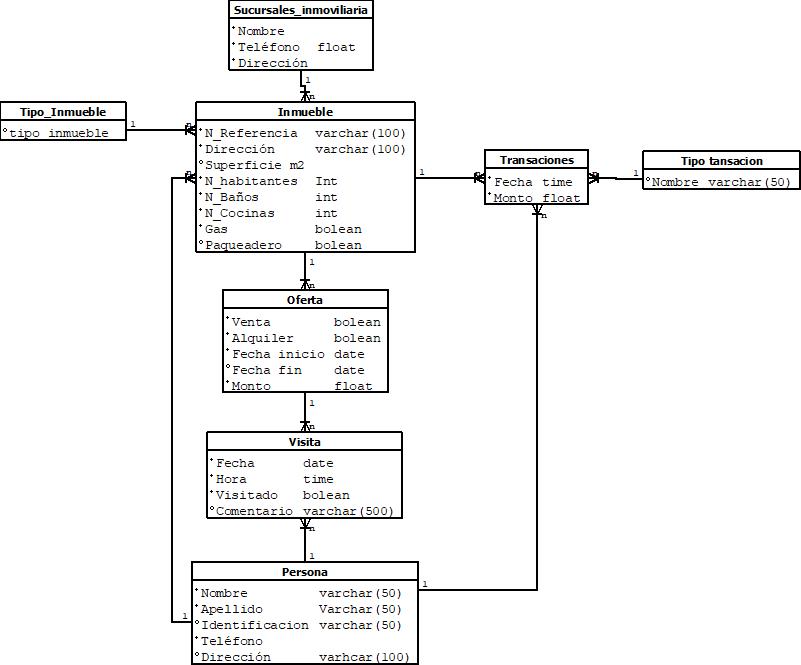 Sucursales_inmoviliaria
*Nombre
*Teléfono float
*Dirección
1
n
Tipo_Inmueble
°tipo inmueble
1
n
Inmueble
*N_Referencia varchar(100)
*Dirección varchar(100)
°Superficie m2
*N_habitantes Int
*N_Baños int
*N_Cocinas int
*Gas bolean
°Paqueadero bolean
n
1
n
Transaciones
*Fecha time
*Monto float
n
1
Tipo tansacion
°Nombre varchar(50)
n
1
n
Oferta
*Venta bolean
*Alquiler bolean
*Fecha inicio date
°Fecha fin date
*Monto float
1
n
Visita
*Fecha date
*Hora time
*Visitado bolean
°Comentario varchar(500)
n
1
Persona
*Nombre varchar(50)
*Apellido Varchar(50)
°Identificacion varchar(50)
*Teléfono
°Dirección varhcar(100)
1
1